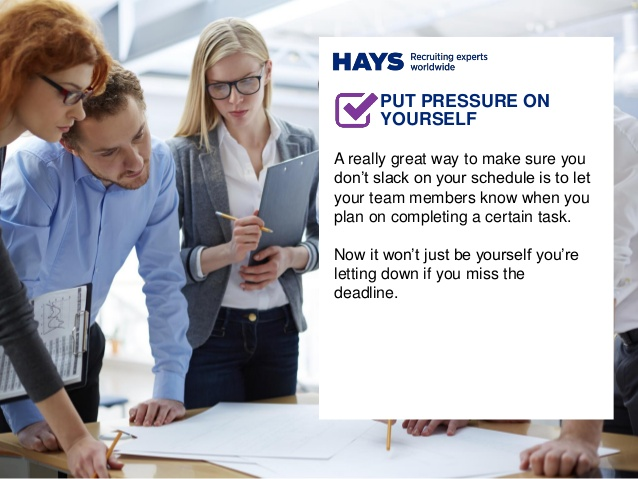 HAYS Recruiting experts
worldwide
PUT PRESSURE ON
YOURSELF
A really great way to make sure you
don’t slack on your schedule is to let
your team members know when you
plan on completing a certain task.
Now it won’t just be yourself you’re
letting down if you miss the
deadline.